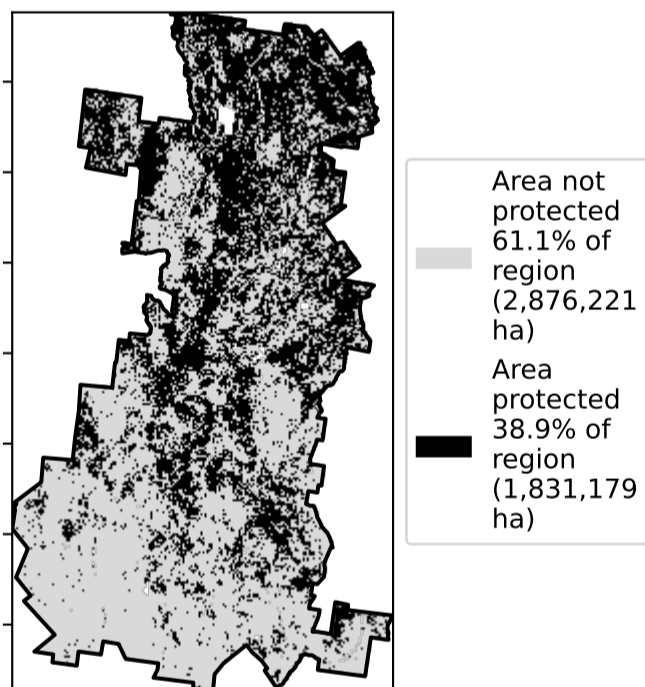 Area not
protected
61.1% of
region
(2,876,221
ha)
Area
protected
38.9% of
region
(1,831,179
ha)